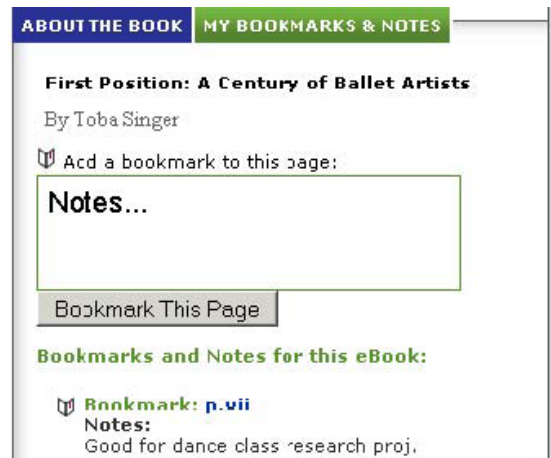 ABOUT THE BOOK MY BOOKMARKS & NOTES
First Position: A Century of Ballet Artists
By Toba Singer
Add a bookmark to this page:
Notes...
Bookmark This Page
Bookmarks and Notes for this eBook:
Bookmark: p.vii
Notes:
Good for dance class research proj.